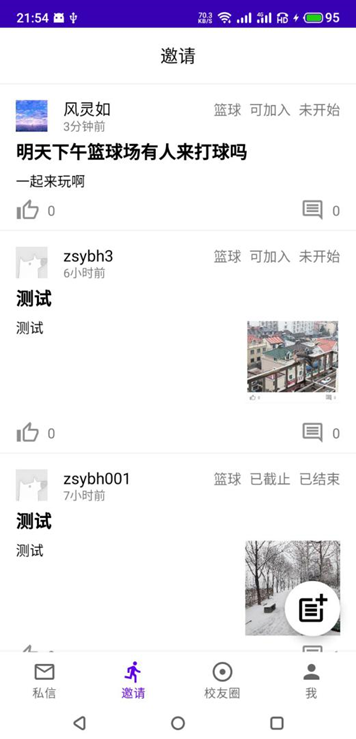 21:54
70.3
KB/S
4G
HD
95
邀请
风灵如
篮球 可加入 未开始
3分钟前
明天下午篮球场有人来打球吗
一起来玩啊
0
0
zsybh3
篮球 可加入 未开始
6小时前
测试
测试
0
0
zsybh001
篮球 已截止 已结束
7小时前
测试
测试
私信
邀请
校友圈
我